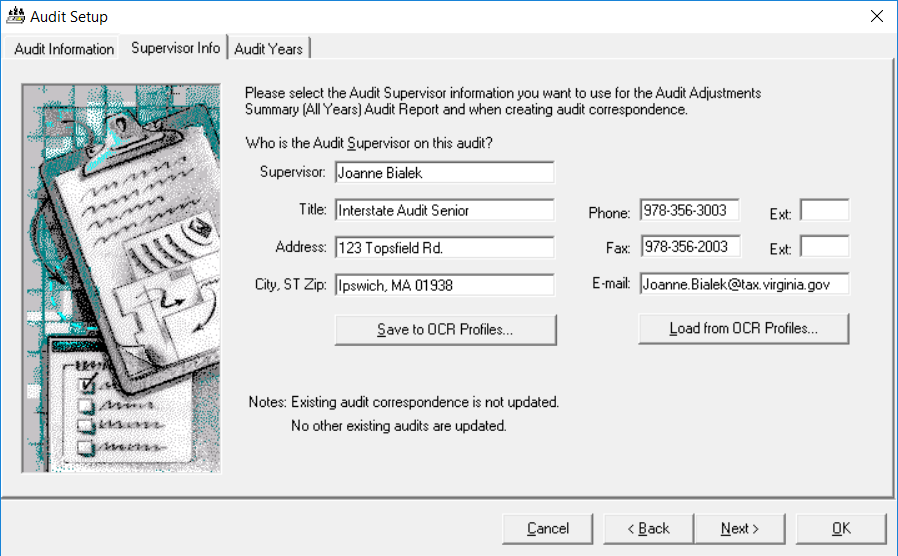 Audit Setup
Audit Information Supervisor Info Audit Years
Please select the Audit Supervisor information you want to use for the Audit Adjustments
Summary (All Years) Audit Report and when creating audit correspondence.
Who is the Audit Supervisor on this audit?
Supervisor: Joanne Bialek
Title: Interstate Audit Senior Phone: 978-356-3003 Ext:
Address: 123 Topsfield Rd. Fax: 978-356-2003 Ext:
City, ST Zip: Ipswich, MA 01938 E-mail: Joanne.Bialek@tax.virginia.gov
Save to OCR Profiles... Load from OCR Profiles...
Notes: Existing audit correspondence is not updated.
No other existing audits are updated.
Cancel < Back Next > OK